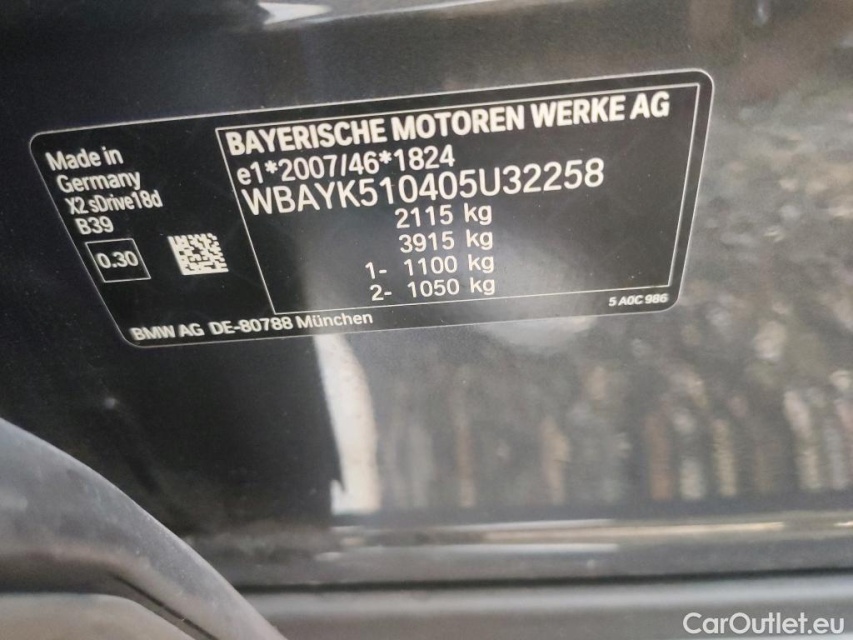 Made in
Germany
X2 sDrive18d
B39
0.30
BAYERISCHE MOTOREN WERKE AG
e1*2007/46*1824
WBAYK510405U32258
2115 kg
3915 kg
1- 1100 kg
2- 1050 kg
5 A0C 986
BMW AG DE-80788 München
CarOutlet.eu